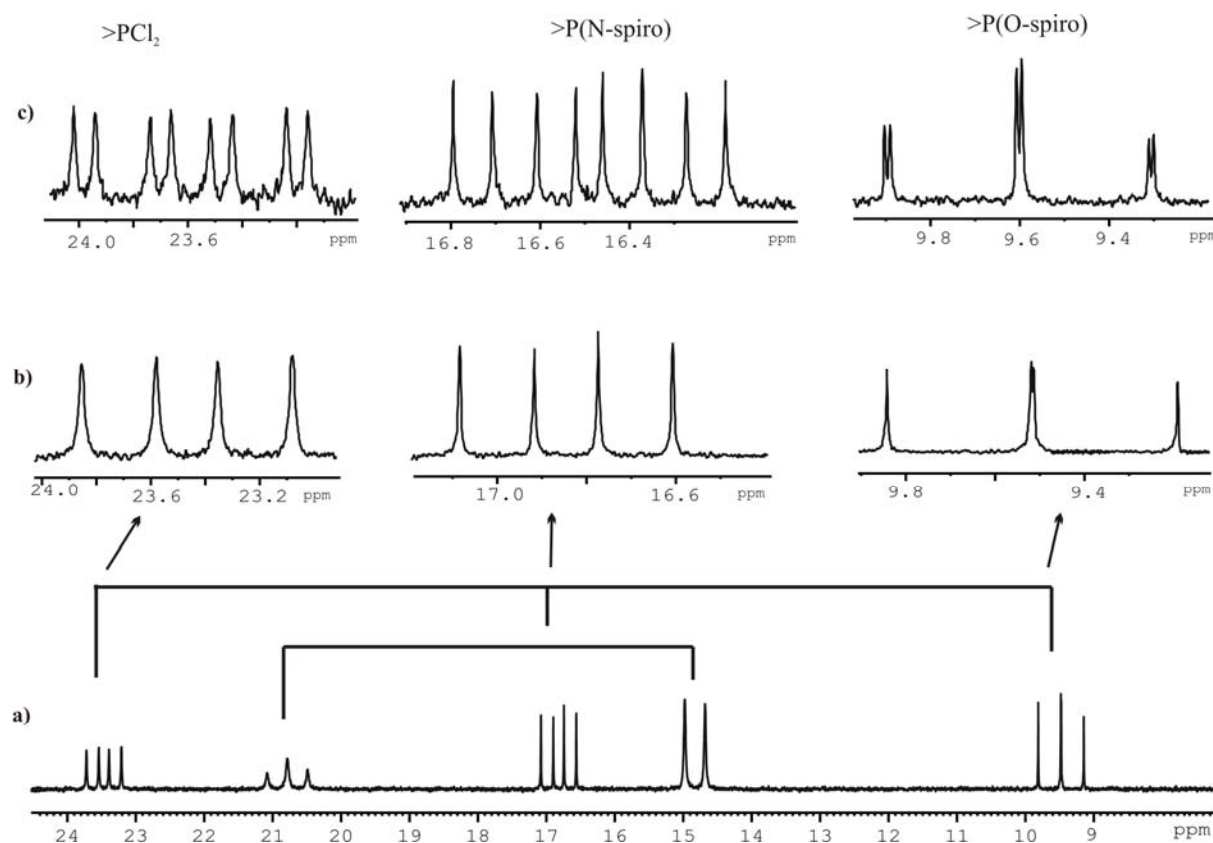 >PCl₂ >P(N-spiro) >P(O-spiro)
c)
24.0 23.6 ppm 16.8 16.6 16.4 ppm 9.8 9.6 9.4 ppm
b)
24.0 23.6 23.2 ppm 17.0 16.6 ppm 9.8 9.4 ppm
a)
24 23 22 21 20 19 18 17 16 15 14 13 12 11 10 9 ppm